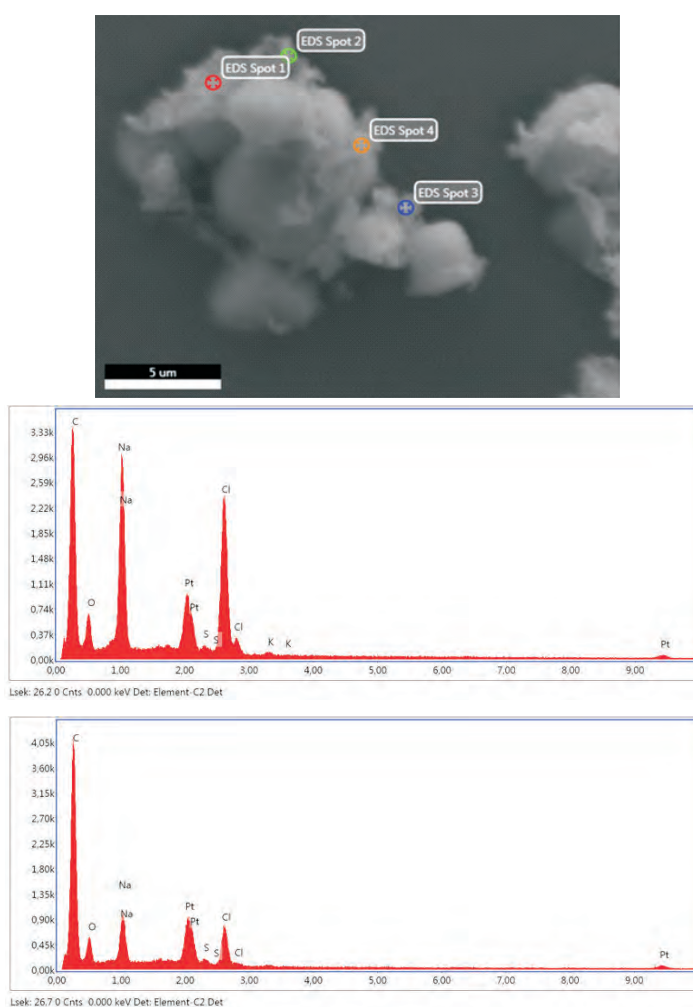 EDS Spot 2
EDS Spot 1
EDS Spot 4
EDS Spot 3
5 um
C
3,33k
Na
2,96k
2,59k
Na
Cl
2,22k
1,85k
1,48k
1,11k
Pt
0,74k
O
Pt
0,37k
S
S
Cl
K
K
Pt
0,00k
0,00
1,00
2,00
3,00
4,00
5,00
6,00
7,00
8,00
9,00
Lsek: 26.2 0 Cnts 0.000 keV Det: Element-C2.Det
4,05k
C
3,60k
3,15k
2,70k
2,25k
1,80k
1,35k
Na
0,90k
O
Na
Pt
Pt
Cl
0,45k
S
S
Cl
Pt
0,00k
0,00
1,00
2,00
3,00
4,00
5,00
6,00
7,00
8,00
9,00
Lsek: 26.7 0 Cnts 0.000 keV Det: Element-C2.Det